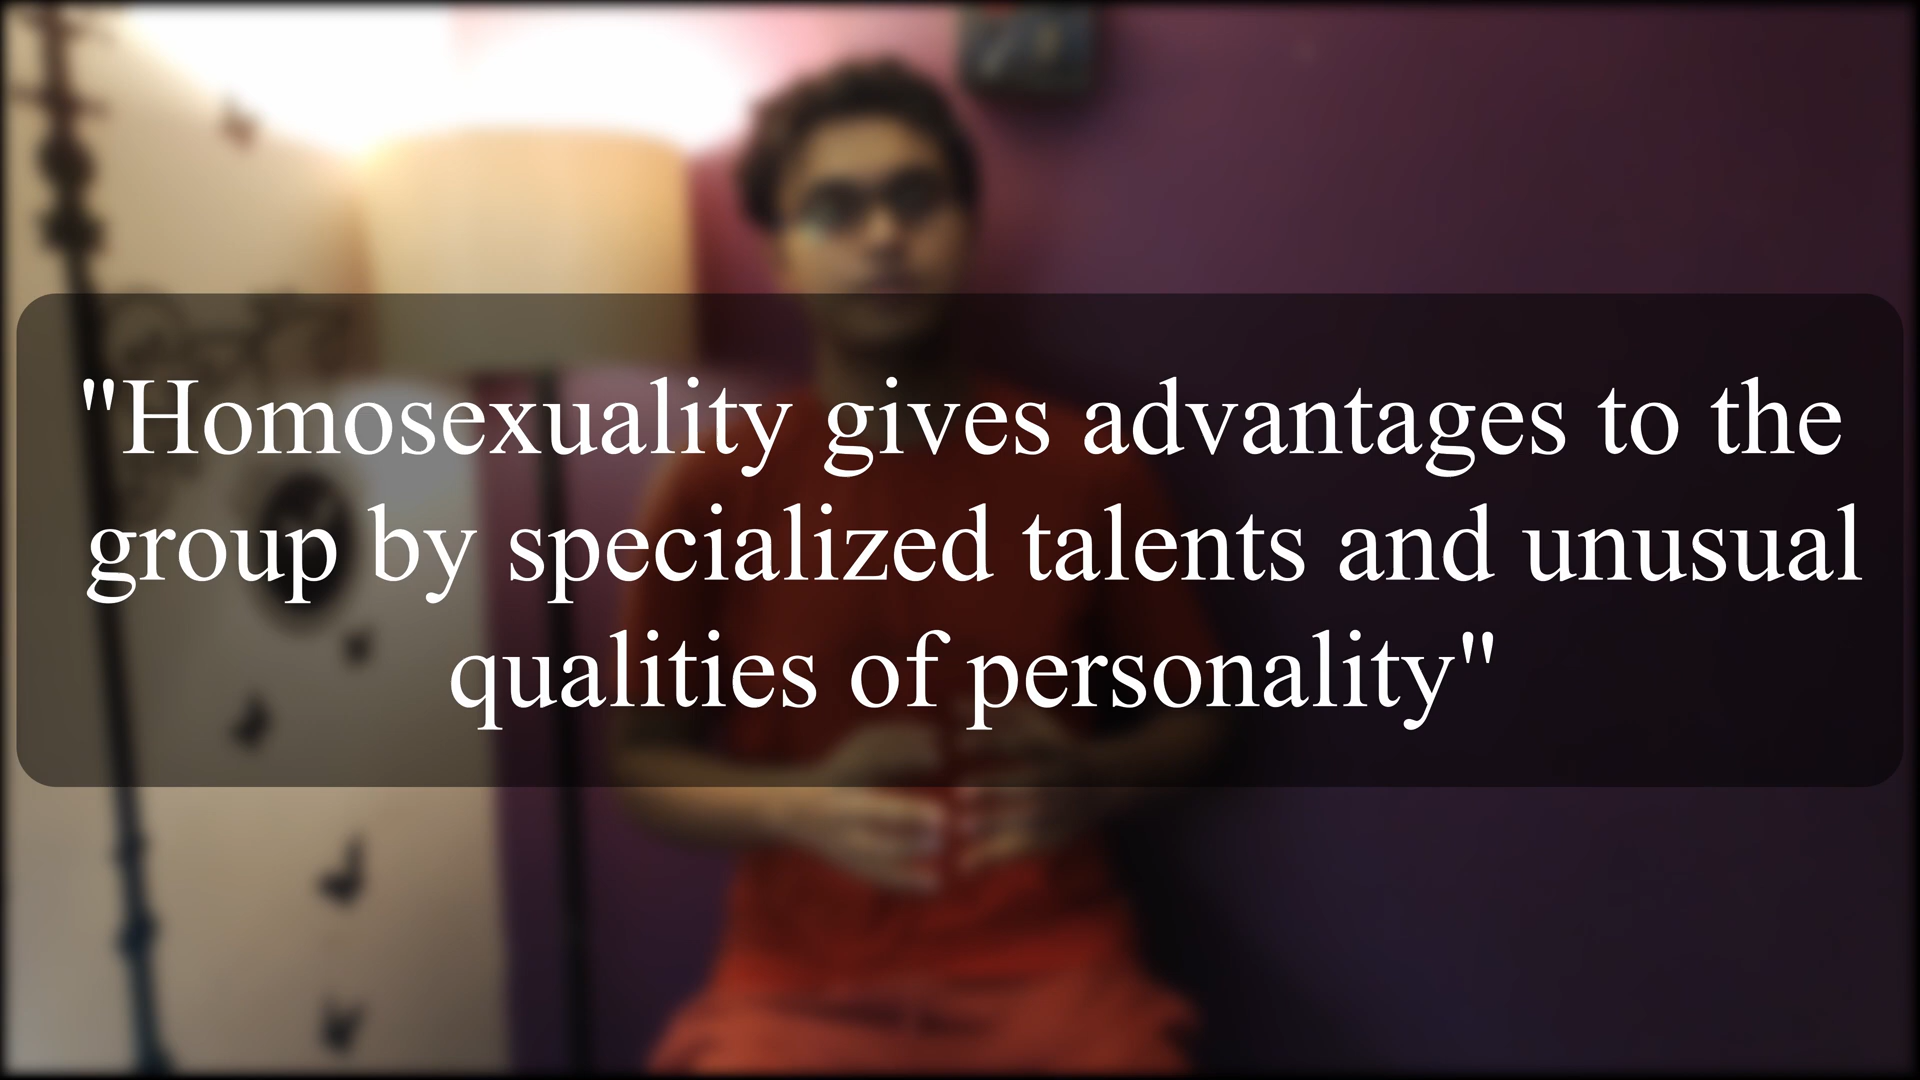 "Homosexuality gives advantages to the
group by specialized talents and unusual
qualities of personality"